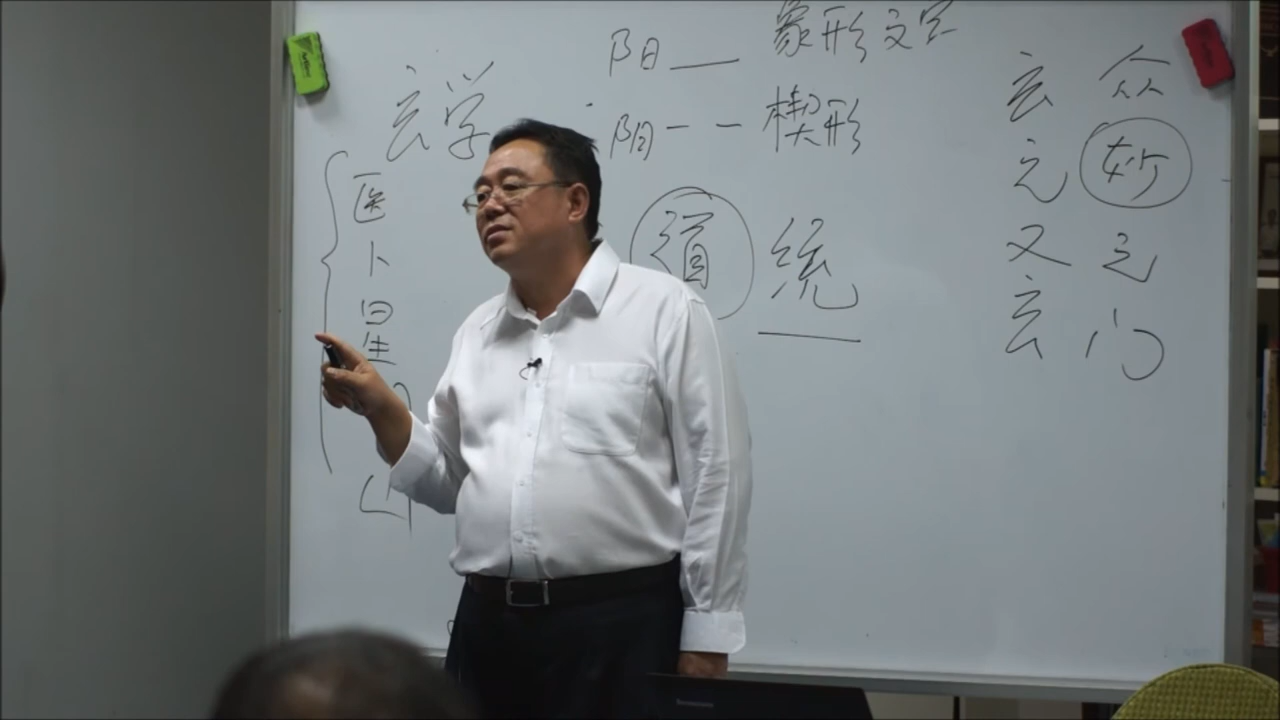 玄学
医
卜
星
山
阳 — 象形文字
阴 - - 楔形
道统
玄之又玄
众妙之门